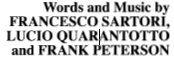 Words and Music by
FRANCESCO SARTORI,
LUCIO QUARANTOTTO
and FRANK PETERSON